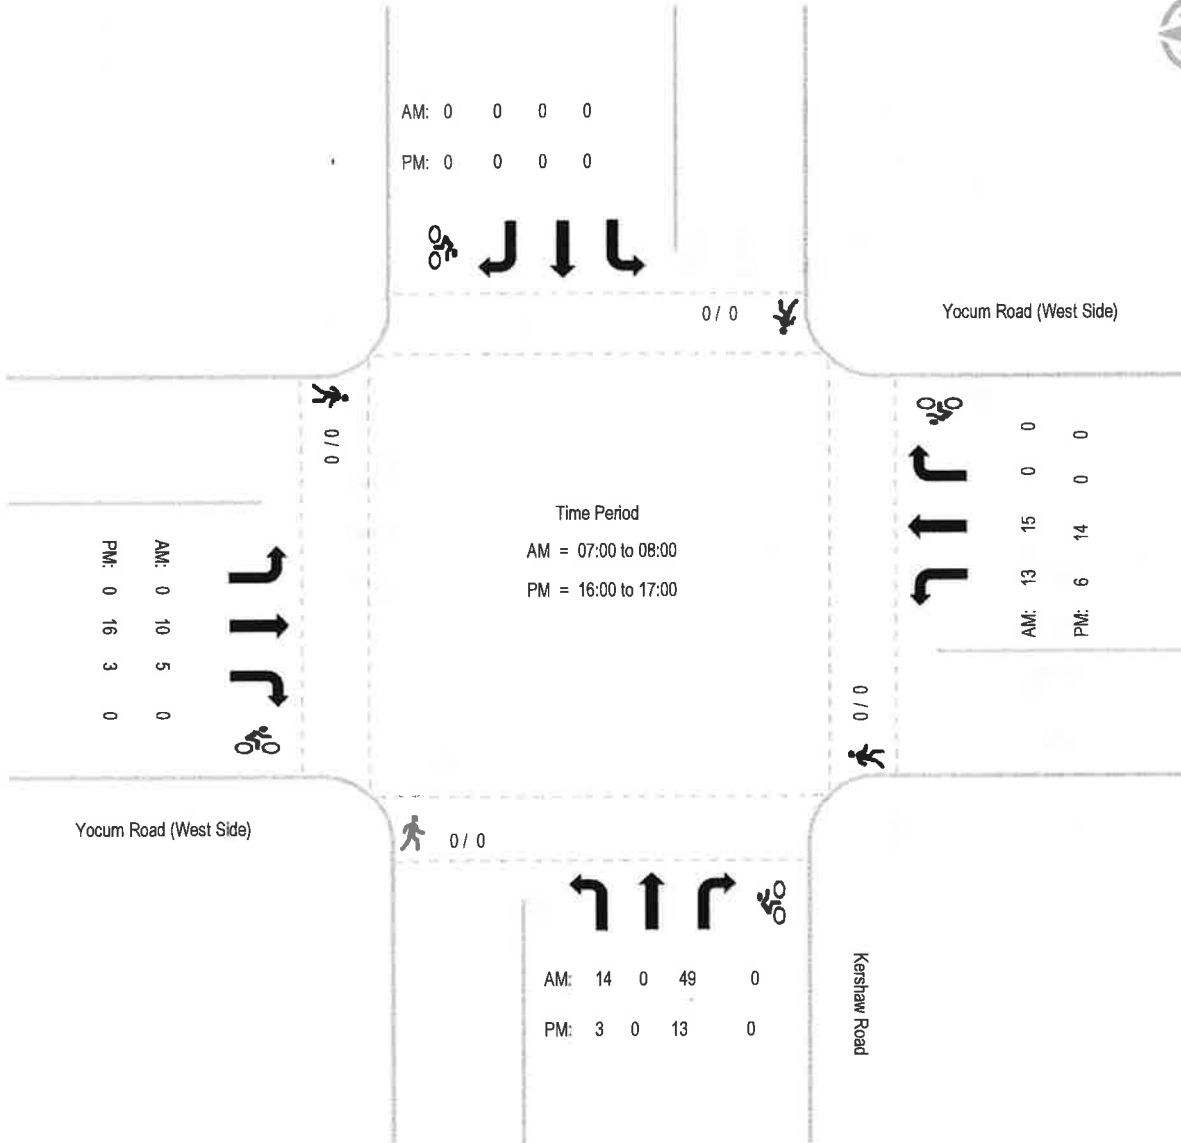 AM: 0 0 0 0
PM: 0 0 0 0
0 / 0
Yocum Road (West Side)
0 / 0
Time Period
AM = 07:00 to 08:00
PM = 16:00 to 17:00
AM: 13 15 0 0
PM: 6 14 0 0
AM: 0 10 5 0
PM: 0 16 3 0
0 / 0
Yocum Road (West Side)
0 / 0
AM: 14 0 49 0
PM: 3 0 13 0
Kershaw Road